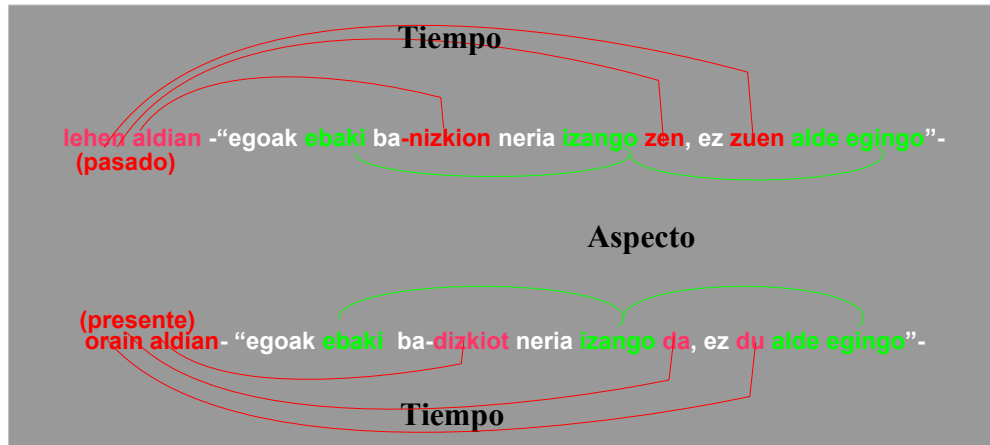 Tiempo
lehen aldian -“egoak ebaki ba-nizkion neria izango zen, ez zuen alde egingo”-
(pasado)
Aspecto
(presente)
orain aldian- “egoak ebaki ba-dizkiot neria izango da, ez du alde egingo”-
Tiempo